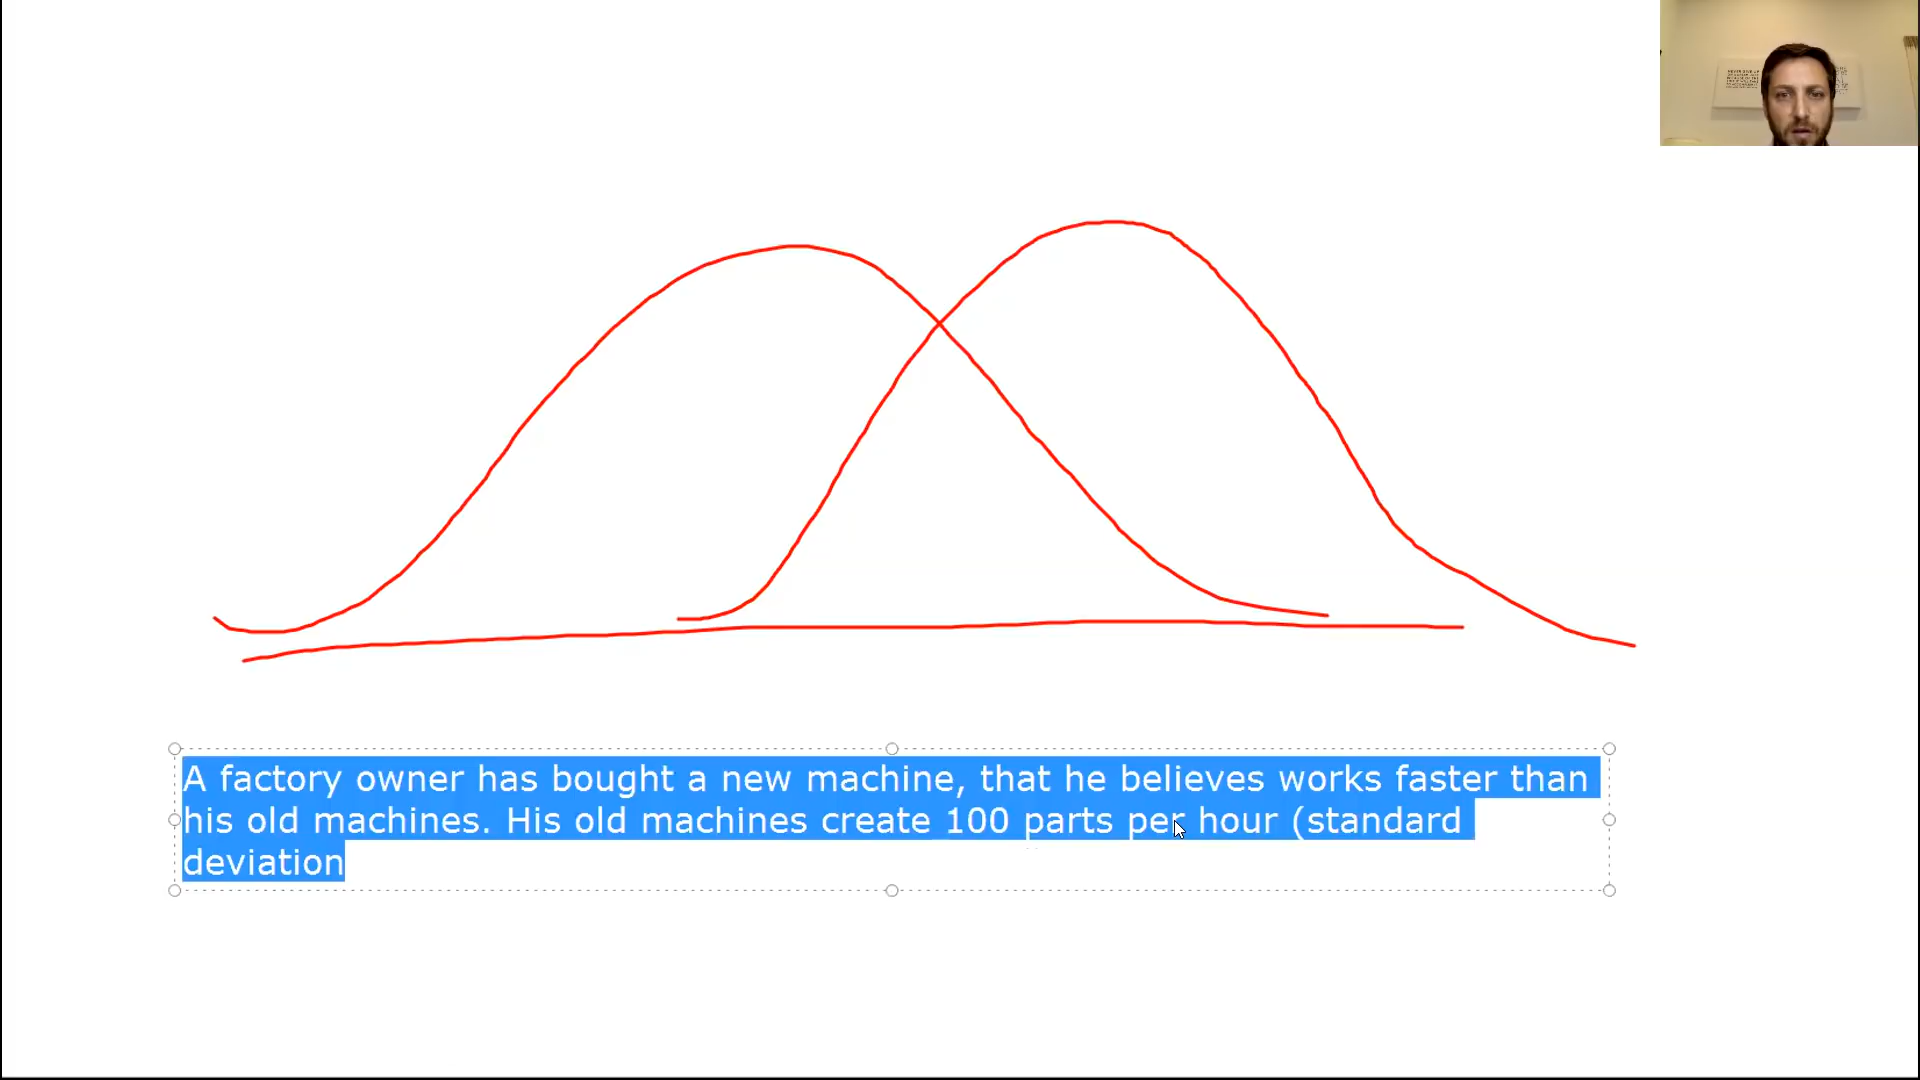 A factory owner has bought a new machine, that he believes works faster than
his old machines. His old machines create 100 parts per hour (standard
deviation